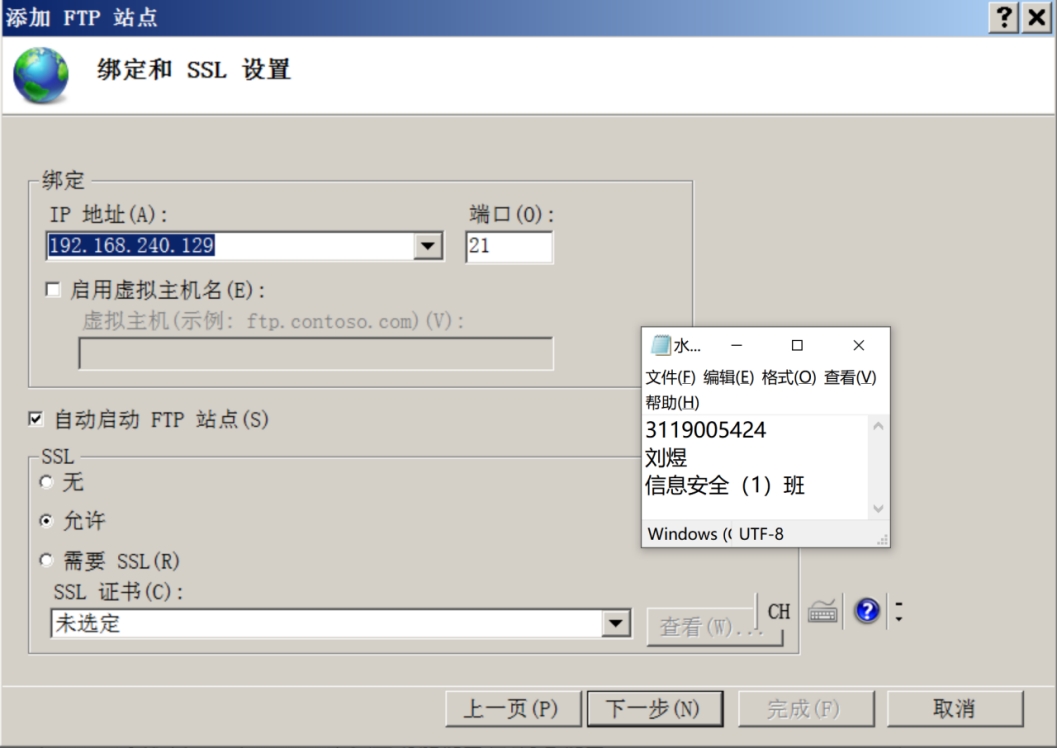 添加 FTP 站点
绑定和 SSL 设置
绑定
IP 地址(A):
端口(O):
192.168.240.129
21
启用虚拟主机名(E):
虚拟主机(示例: ftp.contoso.com)(V):
自动启动 FTP 站点(S)
SSL
无
允许
需要 SSL(R)
SSL 证书(C):
未选定
查看(W)...
水...
文件(F) 编辑(E) 格式(O) 查看(V)
帮助(H)
3119005424
刘煜
信息安全（1）班
Windows (C UTF-8
CH
上一页(P)
下一步(N)
完成(F)
取消